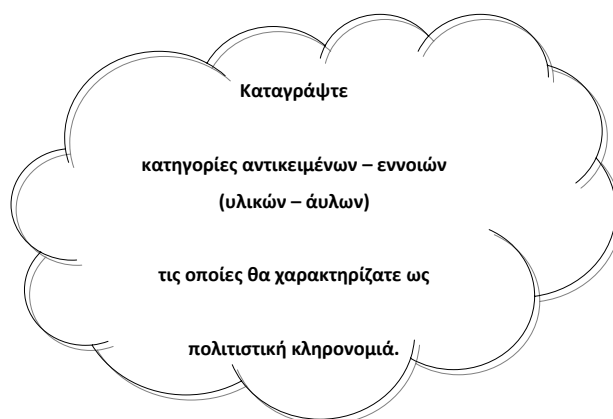 Καταγράψτε
κατηγορίες αντικειμένων – εννοιών
(υλικών – άυλων)
τις οποίες θα χαρακτηρίζατε ως
πολιτιστική κληρονομιά.